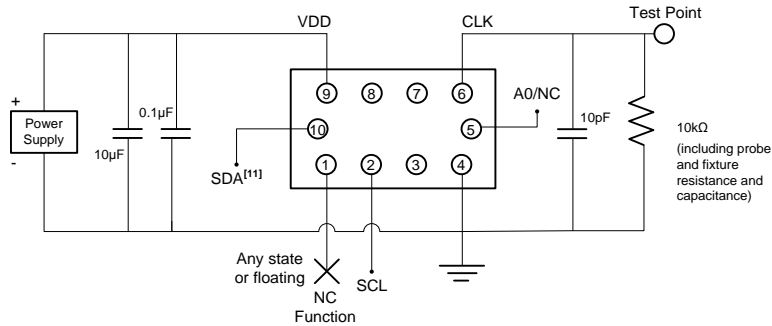 VDD
CLK
Test Point
+
Power
Supply
-
10µF
0.1µF
9
8
7
6
10
5
1
2
3
4
A0/NC
SDA[11]
10pF
10kΩ
(including probe
and fixture
resistance and
capacitance)
Any state
or floating
NC
Function
SCL